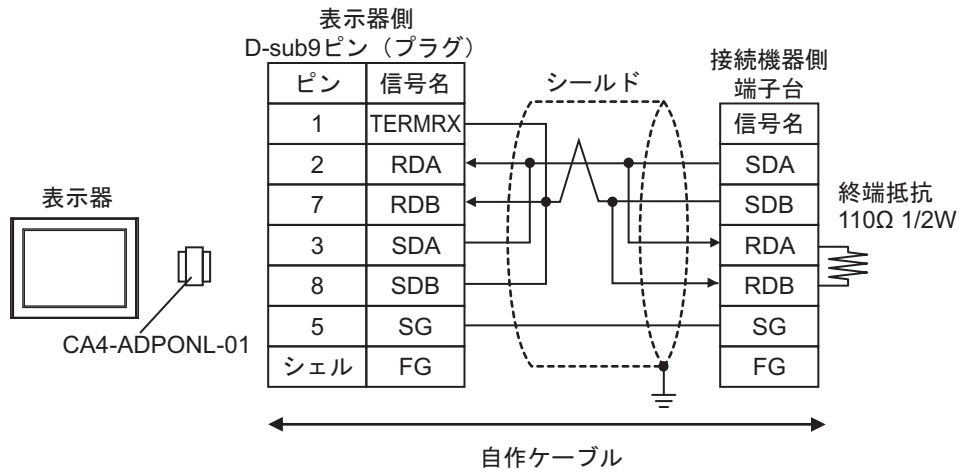 表示器側
D-sub9ピン（プラグ）
ピン 信号名
1 TERMRX
2 RDA
7 RDB
3 SDA
8 SDB
5 SG
シェル FG
シールド
接続機器側
端子台
信号名
SDA
SDB
RDA
RDB
SG
FG
終端抵抗
110Ω 1/2W
表示器
CA4-ADPONL-01
自作ケーブル